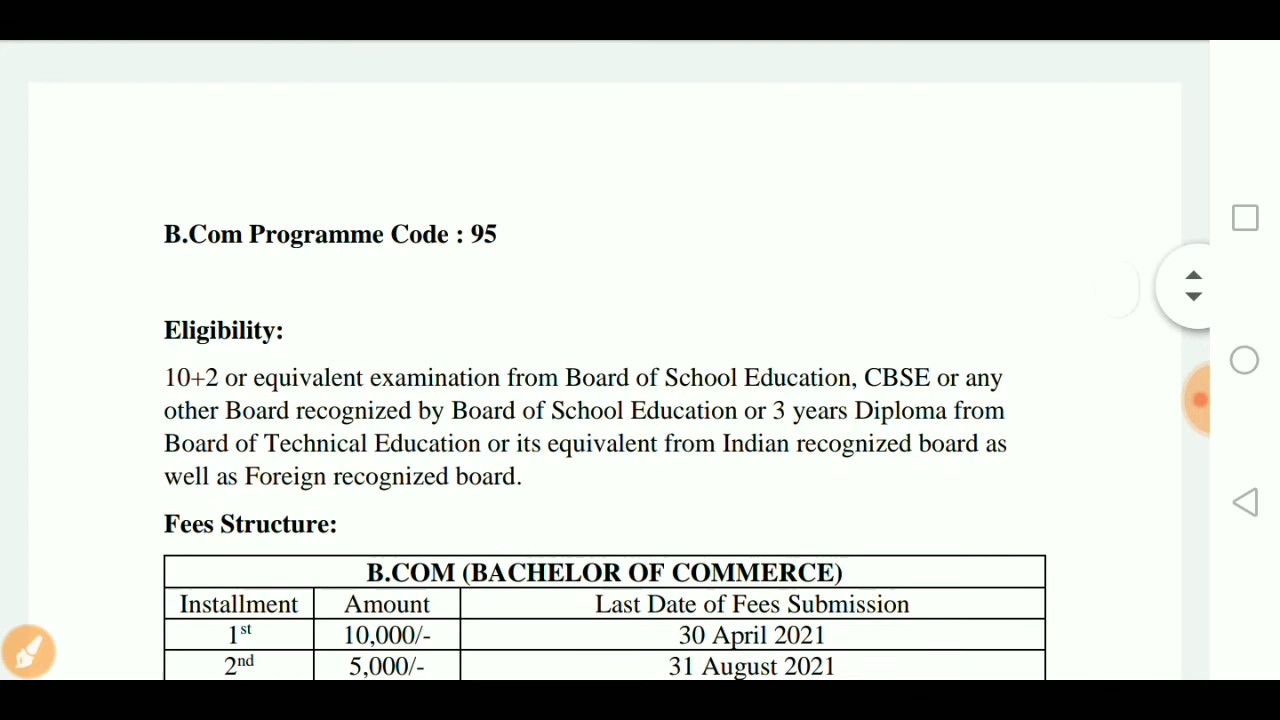 B.Com Programme Code : 95
Eligibility:
10+2 or equivalent examination from Board of School Education, CBSE or any
other Board recognized by Board of School Education or 3 years Diploma from
Board of Technical Education or its equivalent from Indian recognized board as
well as Foreign recognized board.
Fees Structure:
B.COM (BACHELOR OF COMMERCE)
Installment Amount Last Date of Fees Submission
1st 10,000/- 30 April 2021
2nd 5,000/- 31 August 2021